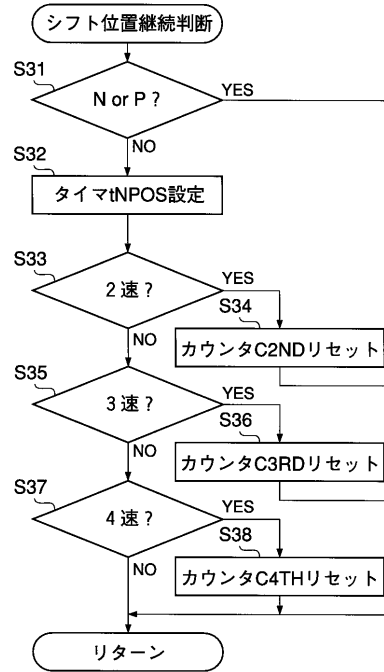 シフト位置継続判断
S31
N or P ?
YES
NO
S32
タイマtNPOS設定
S33
2速 ?
YES
NO
S34
カウンタC2NDリセット
S35
3速 ?
YES
NO
S36
カウンタC3RDリセット
S37
4速 ?
YES
NO
S38
カウンタC4THリセット
リターン